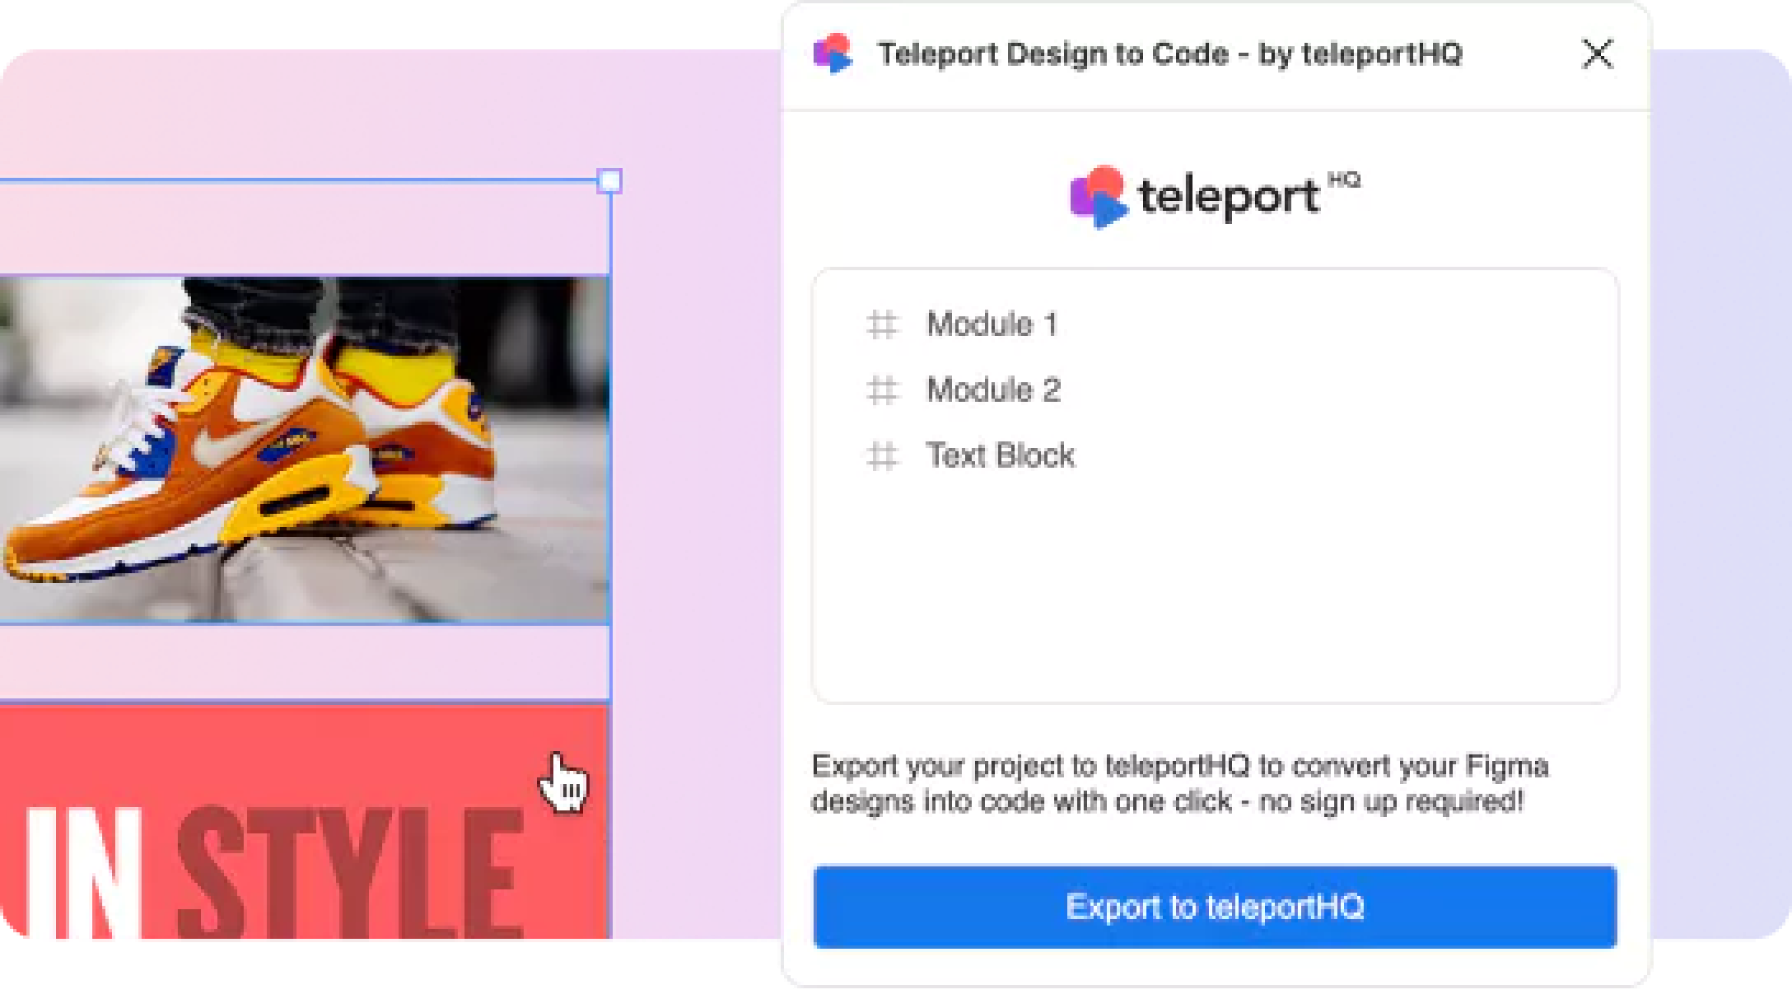 Teleport Design to Code - by teleportHQ
teleport HQ
Module 1
Module 2
Text Block
Export your project to teleportHQ to convert your Figma
designs into code with one click - no sign up required!
Export to teleportHQ
IN STYLE